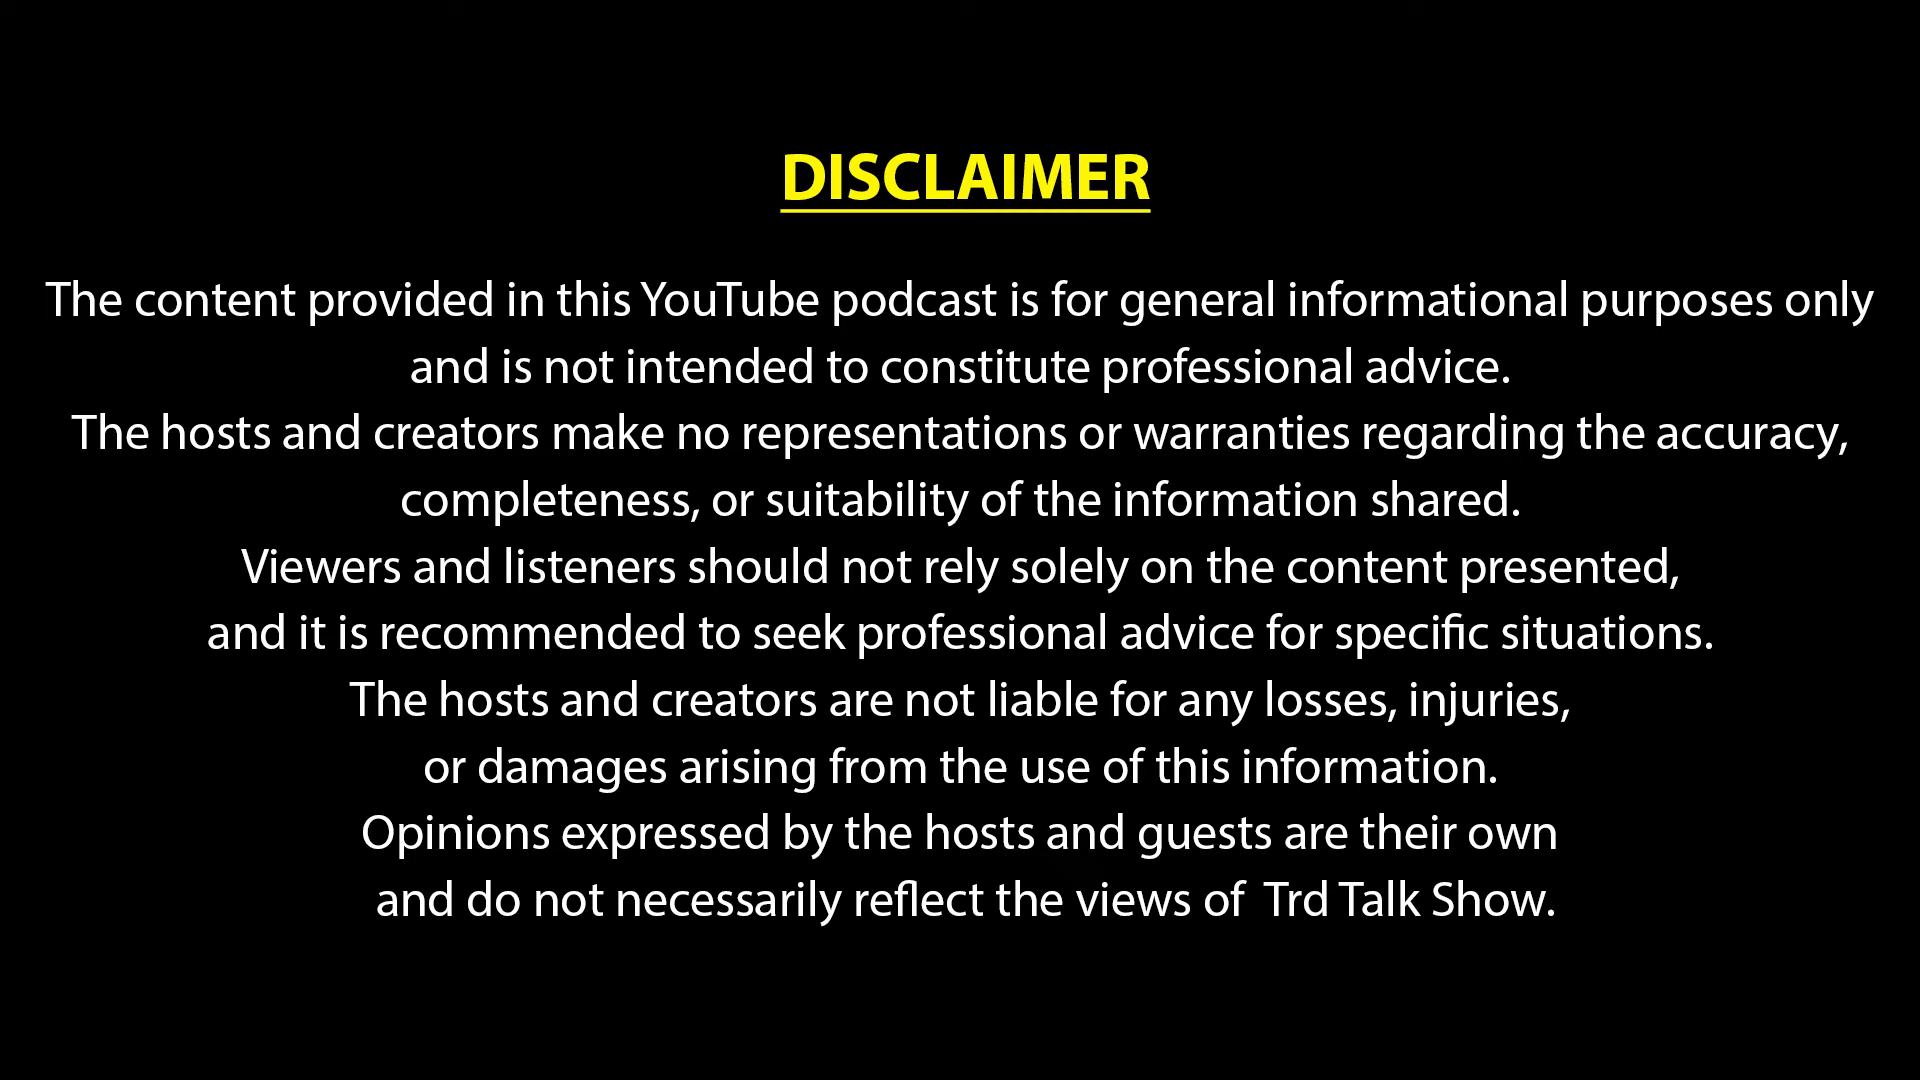 DISCLAIMER
The content provided in this YouTube podcast is for general informational purposes only
and is not intended to constitute professional advice.
The hosts and creators make no representations or warranties regarding the accuracy,
completeness, or suitability of the information shared.
Viewers and listeners should not rely solely on the content presented,
and it is recommended to seek professional advice for specific situations.
The hosts and creators are not liable for any losses, injuries,
or damages arising from the use of this information.
Opinions expressed by the hosts and guests are their own
and do not necessarily reflect the views of  Trd Talk Show.